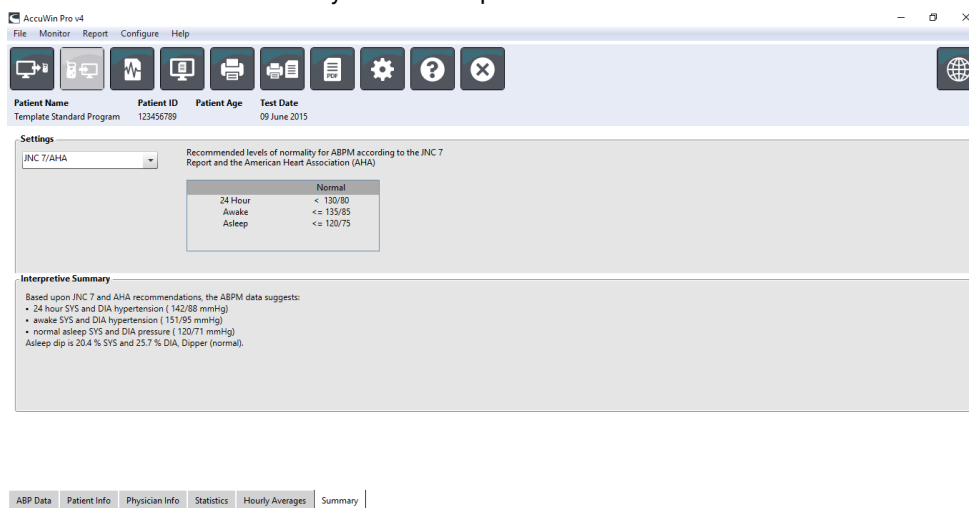 AccuWin Pro v4
File Monitor Report Configure Help
PDF
Patient Name Patient ID Patient Age Test Date
Template Standard Program 123456789 09 June 2015
Settings
JNC 7/AHA
Recommended levels of normality for ABPM according to the JNC 7
Report and the American Heart Association (AHA)
Normal
24 Hour < 130/80
Awake <= 135/85
Asleep <= 120/75
Interpretive Summary
Based upon JNC 7 and AHA recommendations, the ABPM data suggests:
• 24 hour SYS and DIA hypertension ( 142/88 mmHg)
• awake SYS and DIA hypertension ( 151/95 mmHg)
• normal asleep SYS and DIA pressure ( 120/71 mmHg)
Asleep dip is 20.4 % SYS and 25.7 % DIA, Dipper (normal).
ABP Data Patient Info Physician Info Statistics Hourly Averages Summary